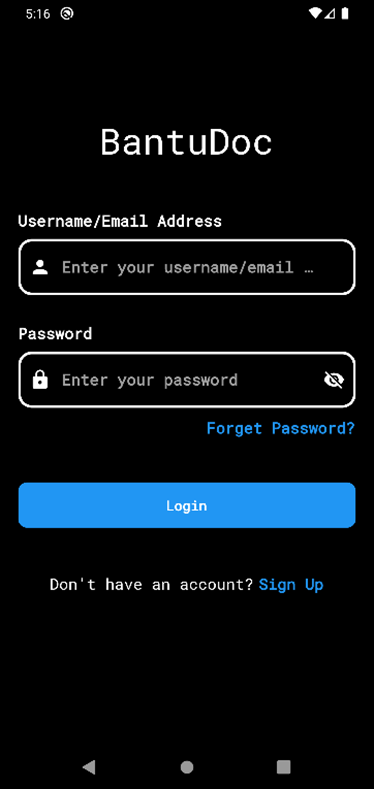 5:16
BantuDoc
Username/Email Address
Enter your username/email …
Password
Enter your password
Forget Password?
Login
Don't have an account? Sign Up